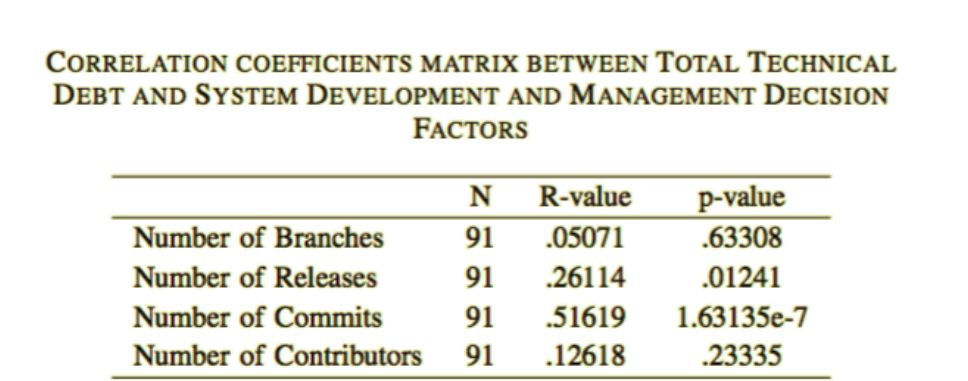 CORRELATION COEFFICIENTS MATRIX BETWEEN TOTAL TECHNICAL
DEBT AND SYSTEM DEVELOPMENT AND MANAGEMENT DECISION
FACTORS
N R-value p-value
Number of Branches 91 .05071 .63308
Number of Releases 91 .26114 .01241
Number of Commits 91 .51619 1.63135e-7
Number of Contributors 91 .12618 .23335